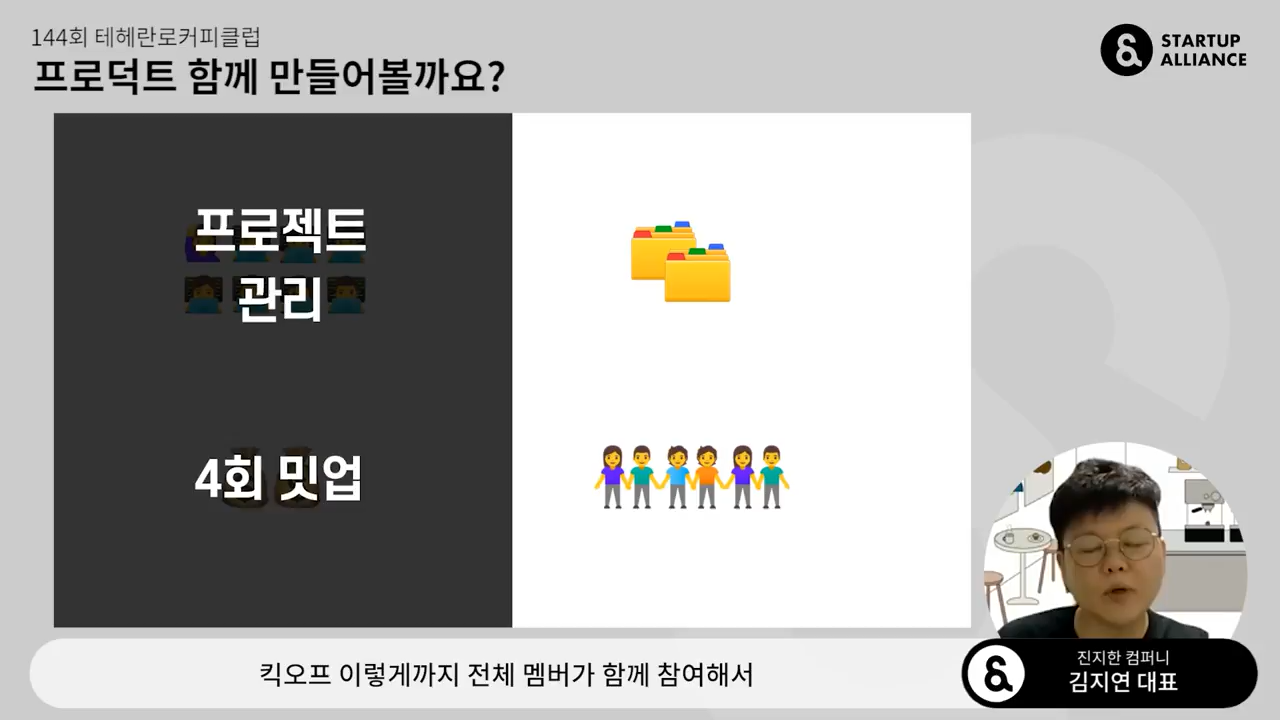 144회 테헤란로커피클럽
프로덕트 함께 만들어볼까요?
STARTUP
ALLIANCE
프로젝트
관리
4회 밋업
킥오프 이렇게까지 전체 멤버가 함께 참여해서
진지한 컴퍼니
김지연 대표